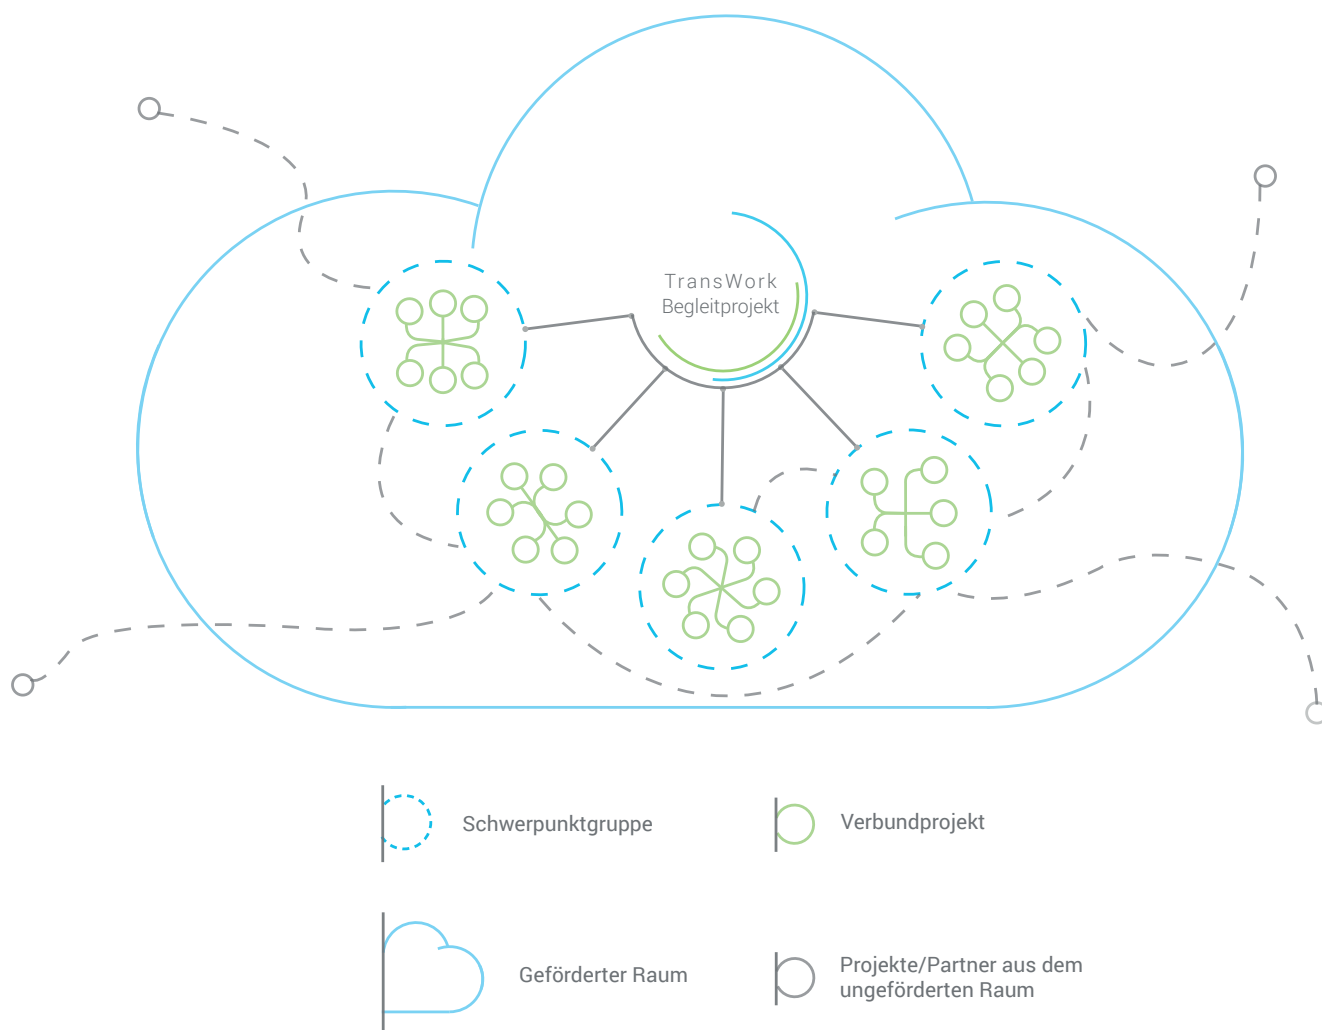 TransWork
Begleitprojekt
Schwerpunktgruppe
Verbundprojekt
Geförderter Raum
Projekte/Partner aus dem
ungeförderten Raum